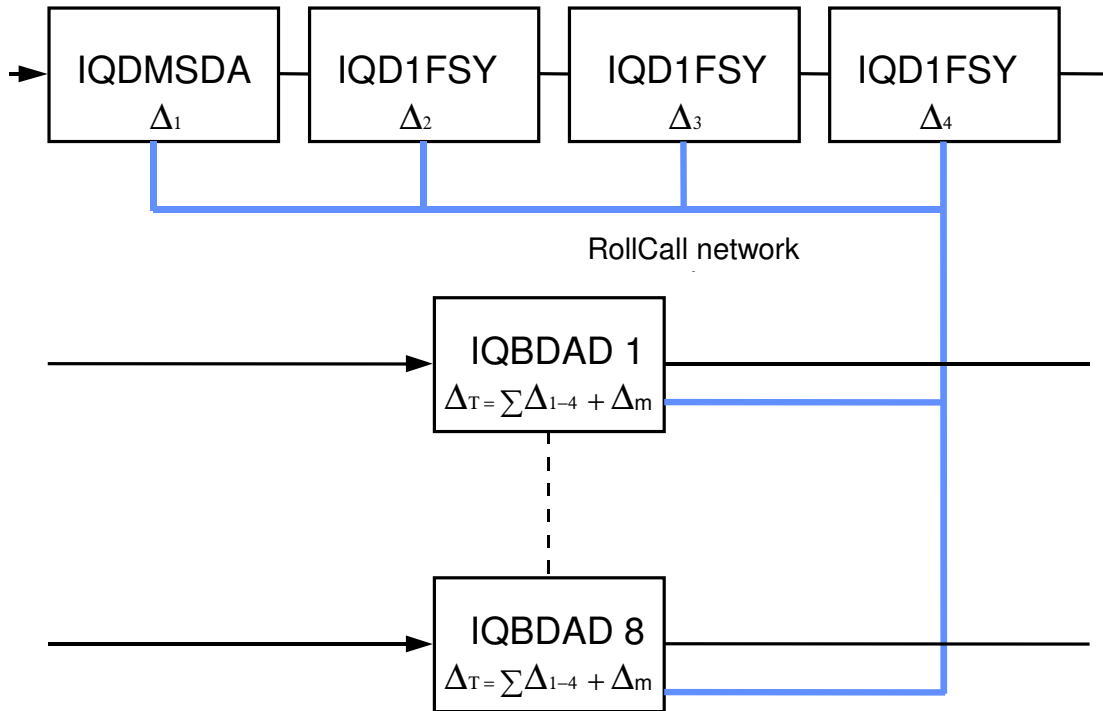 IQDMSDA IQD1FSY IQD1FSY IQD1FSY
Δ1 Δ2 Δ3 Δ4
RollCall network
IQBDAD 1
ΔT = ∑Δ1–4 + Δm
IQBDAD 8
ΔT = ∑Δ1–4 + Δm